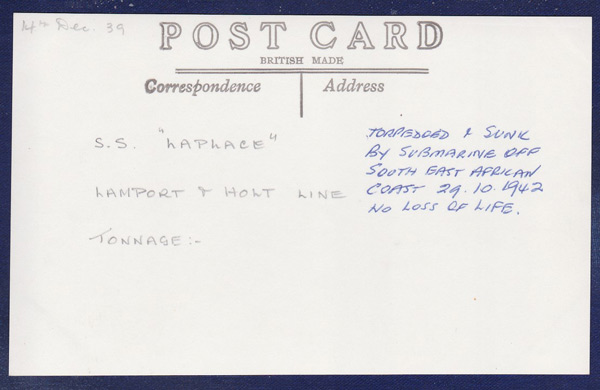 14th Dec. 39
POST CARD
BRITISH MADE
Correspondence
Address
S.S. "LAPLACE"
LAMPORT & HOLT LINE
TONNAGE:-
TORPEDOED & SUNK
BY SUBMARINE OFF
SOUTH EAST AFRICAN
COAST 29.10.1942
NO LOSS OF LIFE.